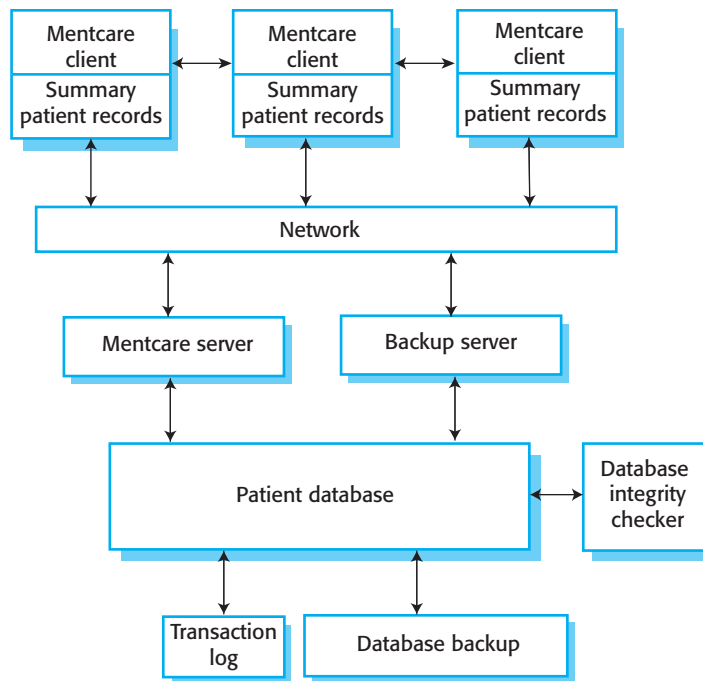 Mentcare
client
Summary
patient records
Mentcare
client
Summary
patient records
Mentcare
client
Summary
patient records
Network
Mentcare server
Backup server
Patient database
Database
integrity
checker
Transaction
log
Database backup